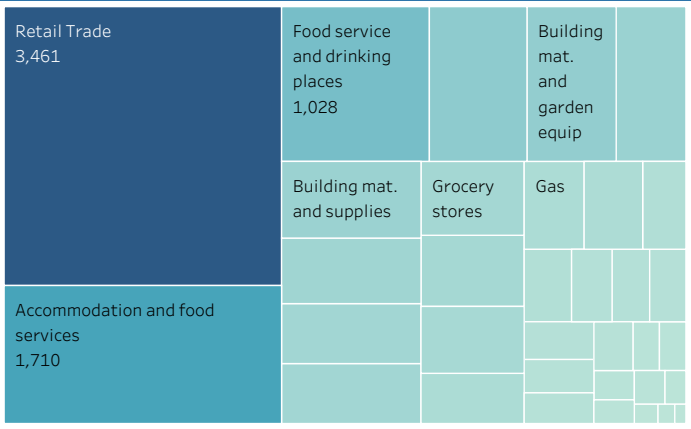 Retail Trade
3,461
Accommodation and food
services
1,710
Food service
and drinking
places
1,028
Building
mat.
and
garden
equip
Building mat.
and supplies
Grocery
stores
Gas